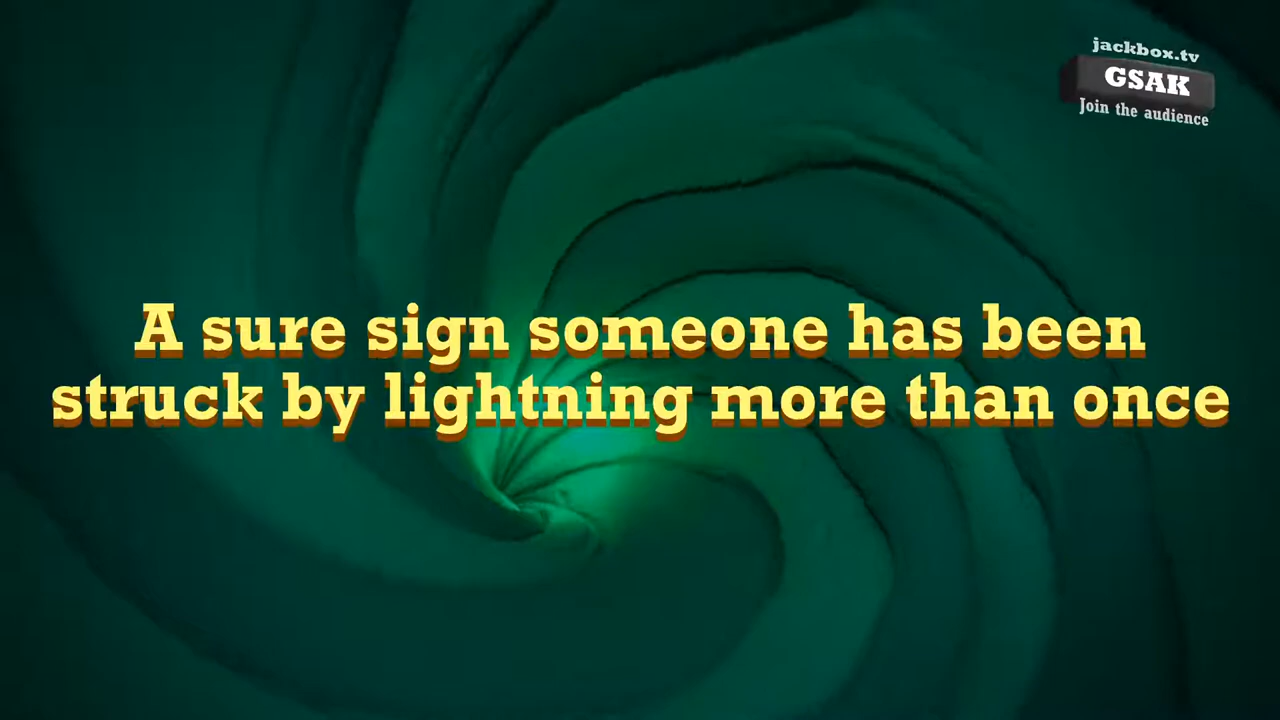 jackbox.tv
GSAK
Join the audience
A sure sign someone has been
struck by lightning more than once